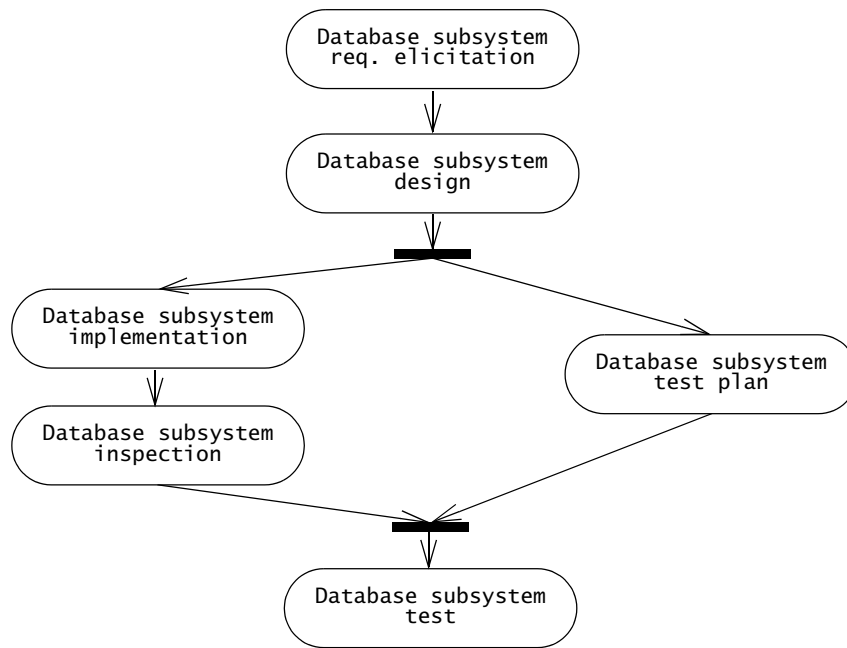 Database subsystem
req. elicitation
Database subsystem
design
Database subsystem
implementation
Database subsystem
test plan
Database subsystem
inspection
Database subsystem
test